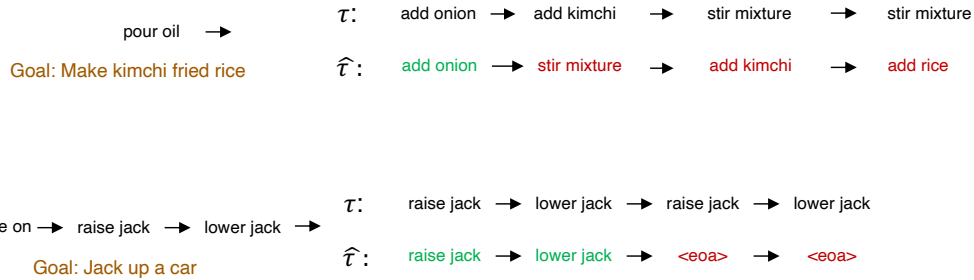 τ: add onion → add kimchi → stir mixture → stir mixture
pour oil →
Goal: Make kimchi fried rice
τ̂: add onion → stir mixture → add kimchi → add rice
τ: raise jack → lower jack → raise jack → lower jack
e on → raise jack → lower jack →
τ̂: raise jack → lower jack → <eoa> → <eoa>
Goal: Jack up a car